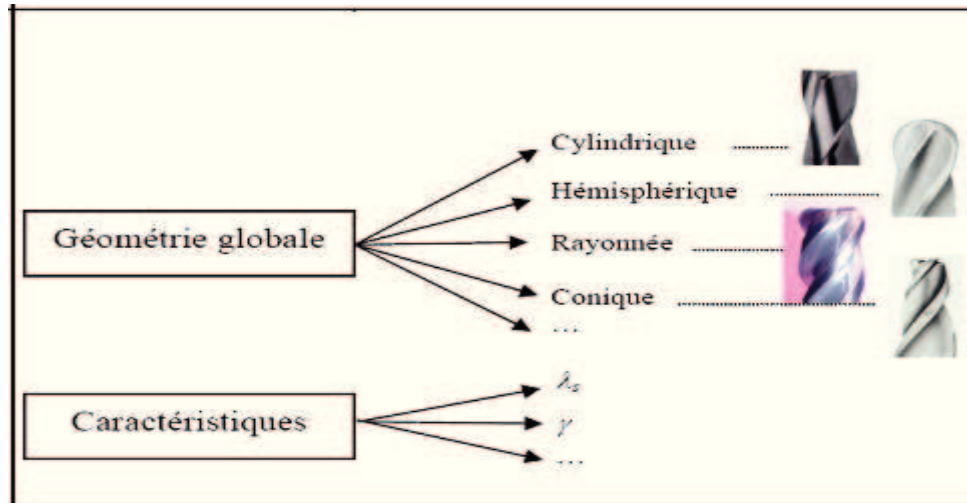 Géométrie globale
Cylindrique
Hémisphérique
Rayonnée
Conique
...
Caractéristiques
λs
γ
...